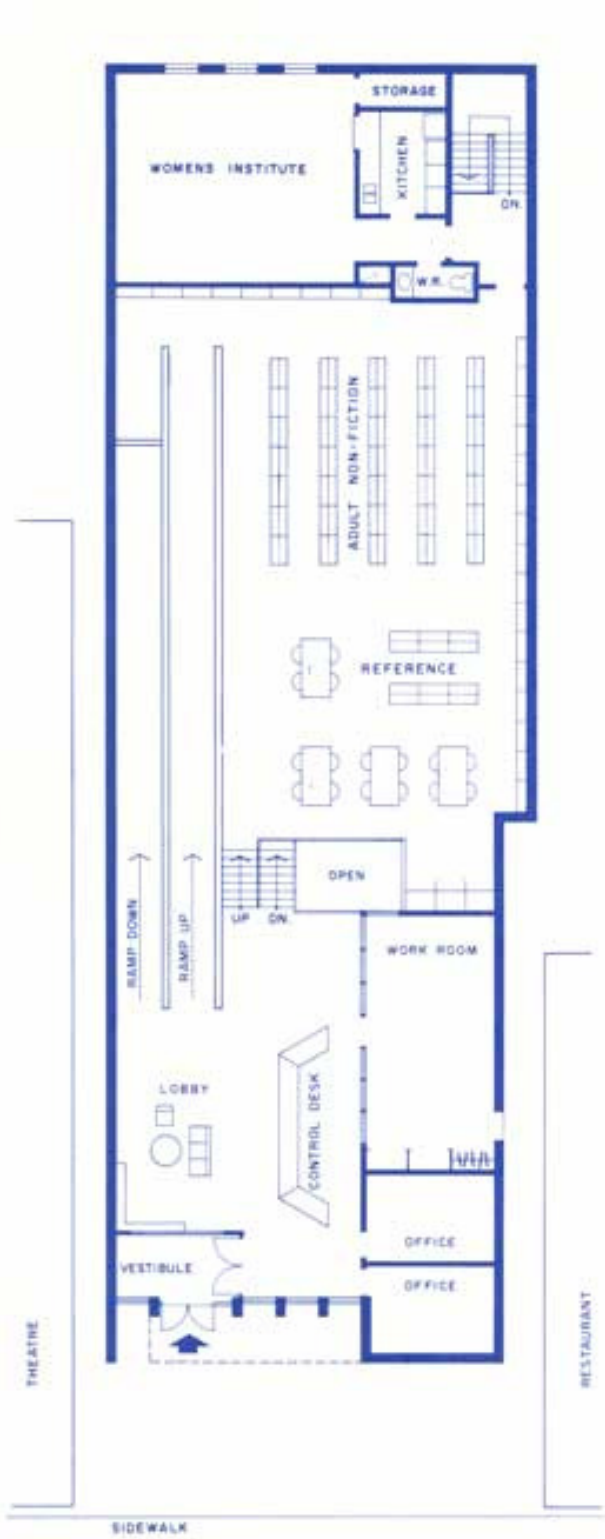 STORAGE
WOMENS INSTITUTE
KITCHEN
DN.
W.R.
ADULT NON-FICTION
REFERENCE
OPEN
UP
DN.
RAMP DOWN
RAMP UP
WORK ROOM
LOBBY
CONTROL DESK
OFFICE
VESTIBULE
OFFICE
THEATRE
RESTAURANT
SIDEWALK